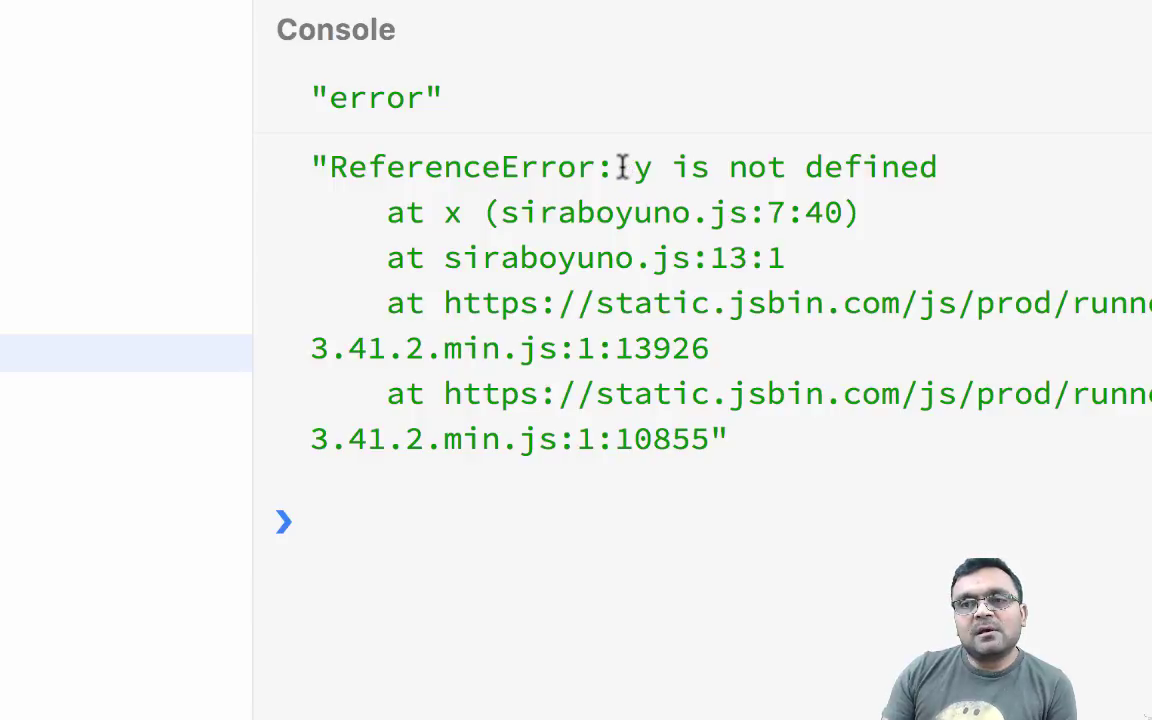 Console
"error"
"ReferenceError: y is not defined
at x (siraboyuno.js:7:40)
at siraboyuno.js:13:1
at https://static.jsbin.com/js/prod/runne
3.41.2.min.js:1:13926
at https://static.jsbin.com/js/prod/runne
3.41.2.min.js:1:10855"